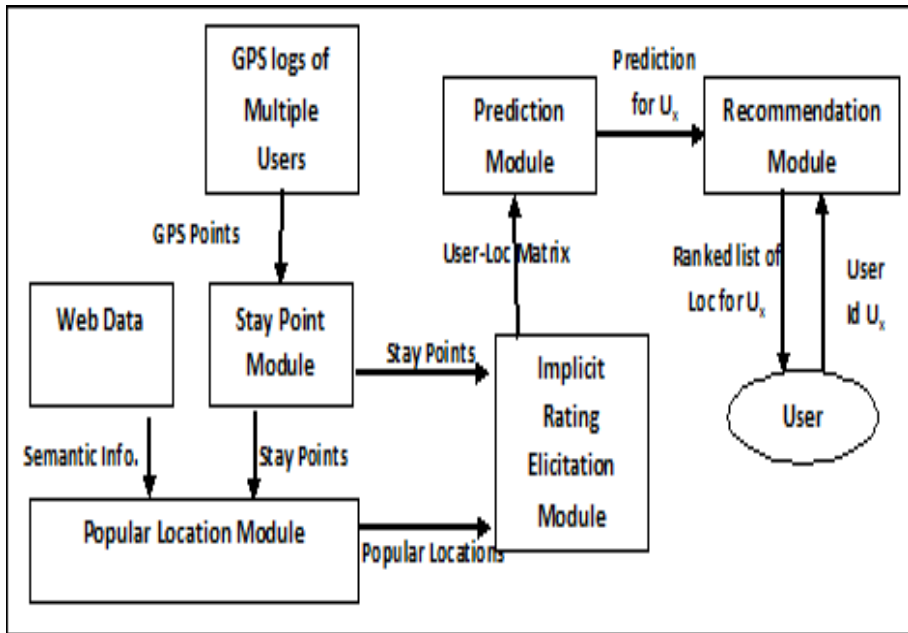 GPS logs of
Multiple
Users
GPS Points
Web Data
Stay Point
Module
Semantic Info.
Stay Points
Popular Location Module
Stay Points
Popular Locations
Implicit
Rating
Elicitation
Module
User-Loc Matrix
Prediction
Module
Prediction
for Uₓ
Recommendation
Module
Ranked list of
Loc for Uₓ
User
Id Uₓ
User